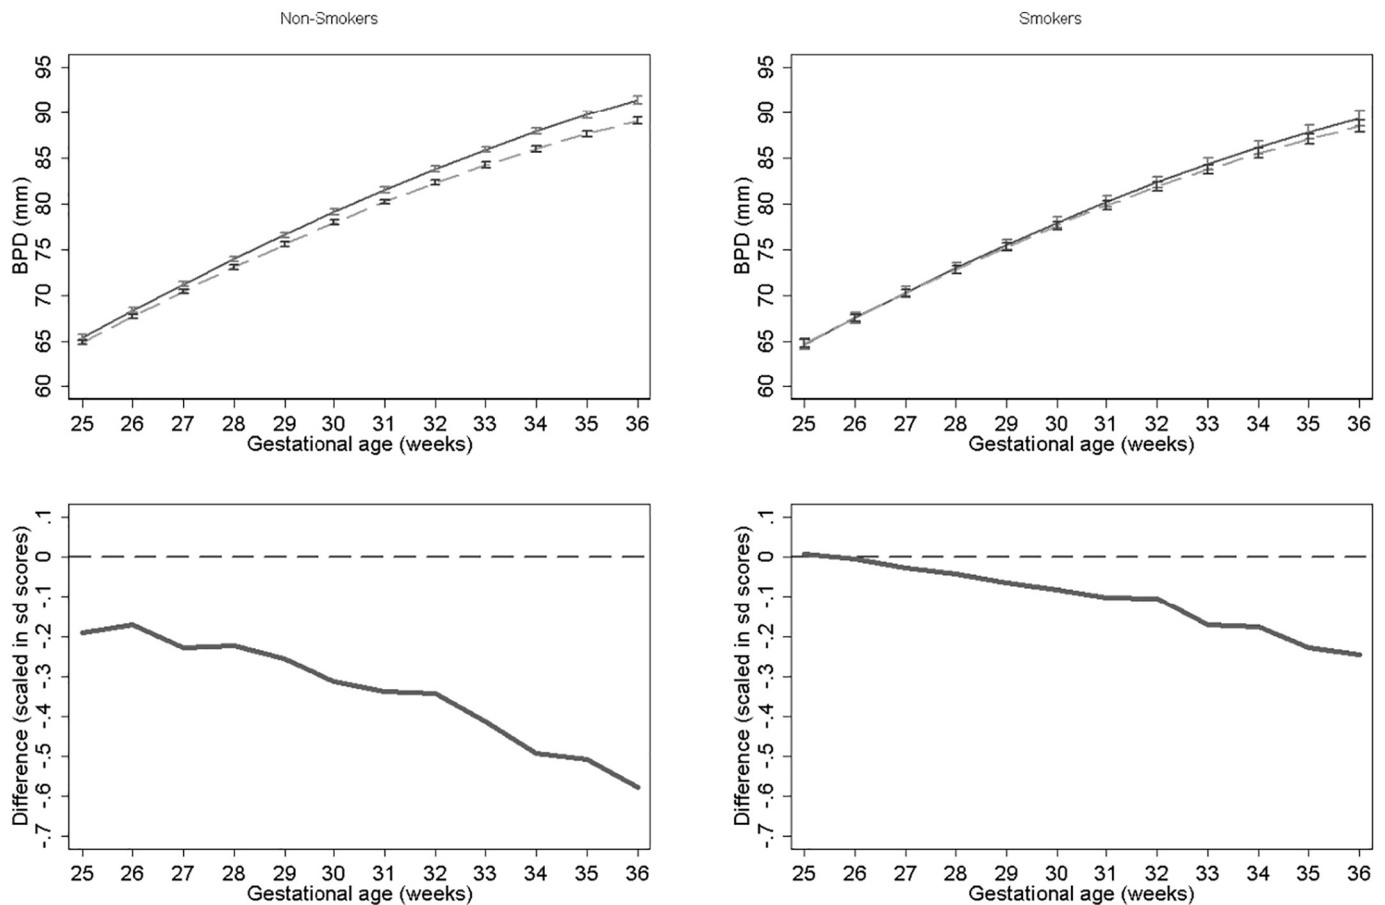 Non-Smokers
Smokers
BPD (mm)
95
90
85
80
75
70
65
60
25 26 27 28 29 30 31 32 33 34 35 36
Gestational age (weeks)
BPD (mm)
95
90
85
80
75
70
65
60
25 26 27 28 29 30 31 32 33 34 35 36
Gestational age (weeks)
Difference (scaled in sd scores)
.1
0
-.1
-.2
-.3
-.4
-.5
-.6
-.7
25 26 27 28 29 30 31 32 33 34 35 36
Gestational age (weeks)
Difference (scaled in sd scores)
.1
0
-.1
-.2
-.3
-.4
-.5
-.6
-.7
25 26 27 28 29 30 31 32 33 34 35 36
Gestational age (weeks)